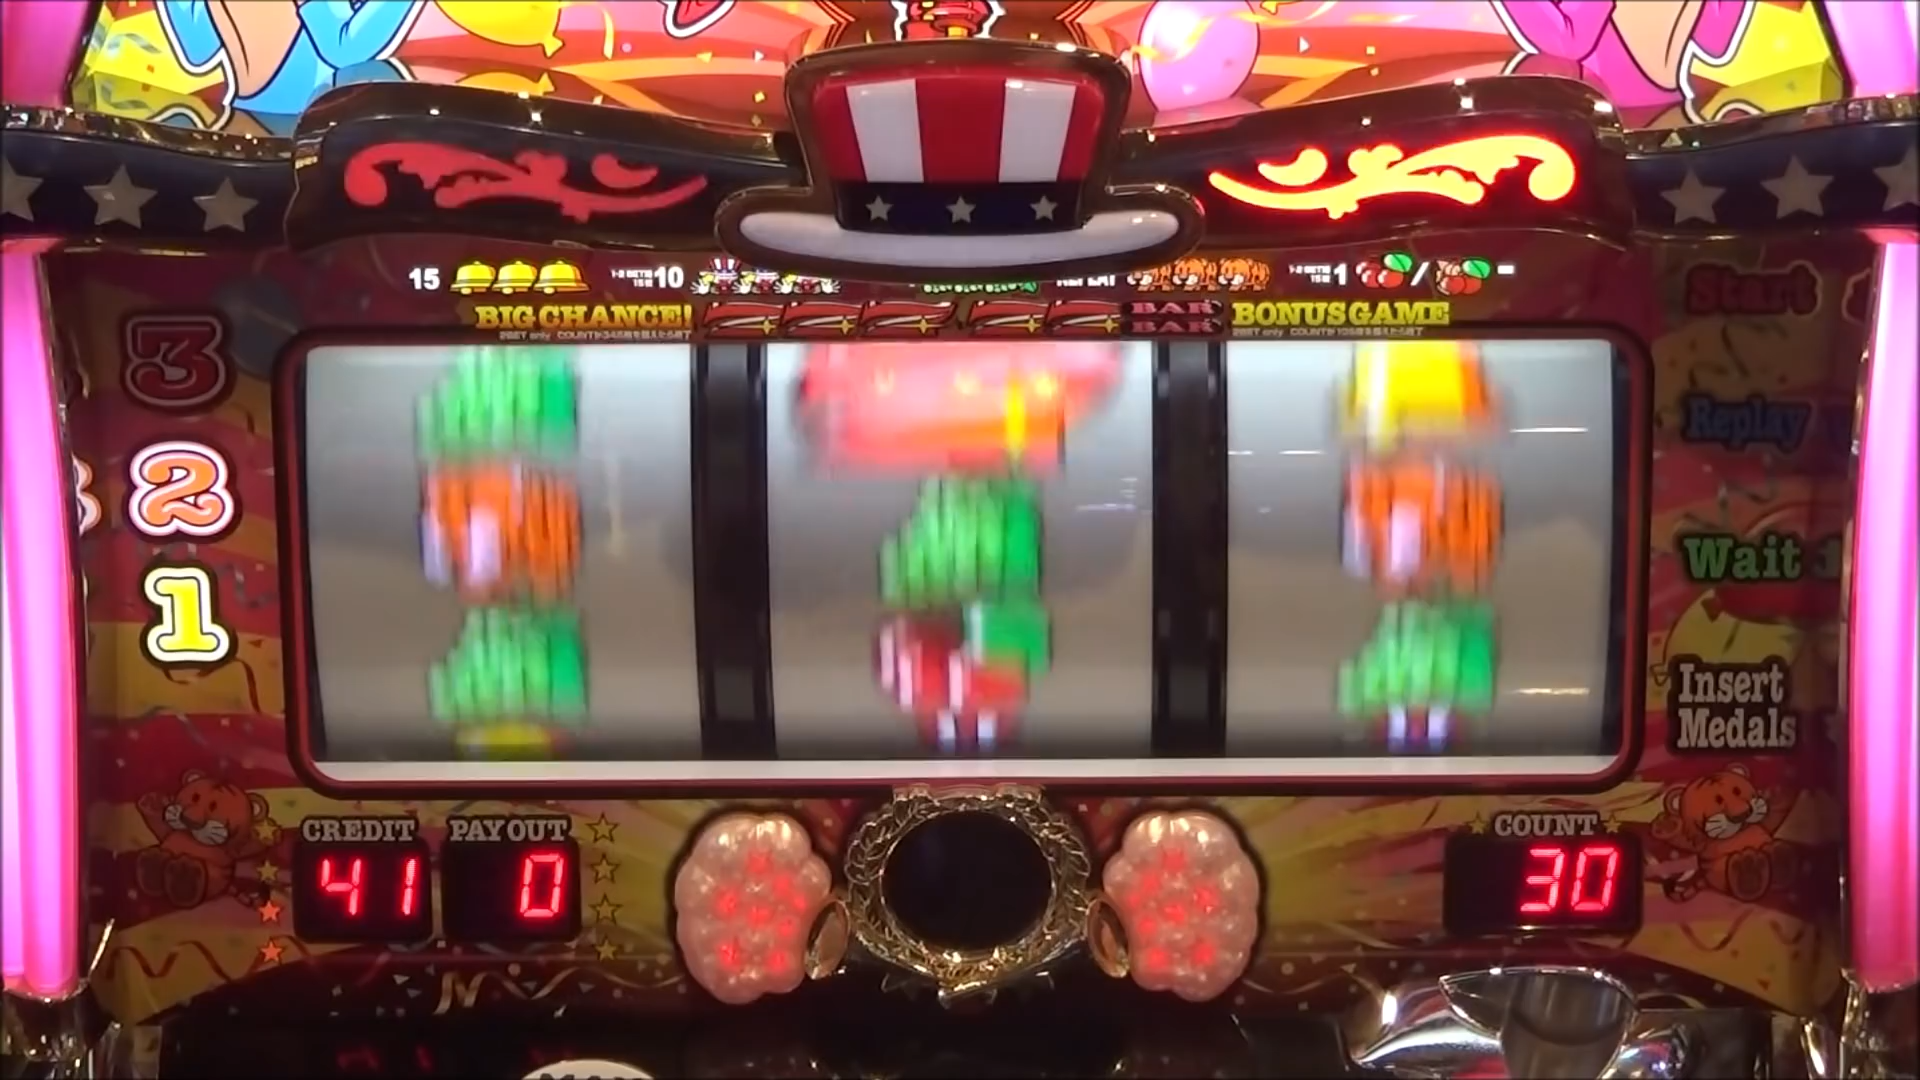 15
10
1
/
=
BIG CHANCE!
BAR
BAR
BONUS GAME
3
2
1
Start
Replay
Wait
Insert
Medals
CREDIT
PAY OUT
COUNT
41
0
30